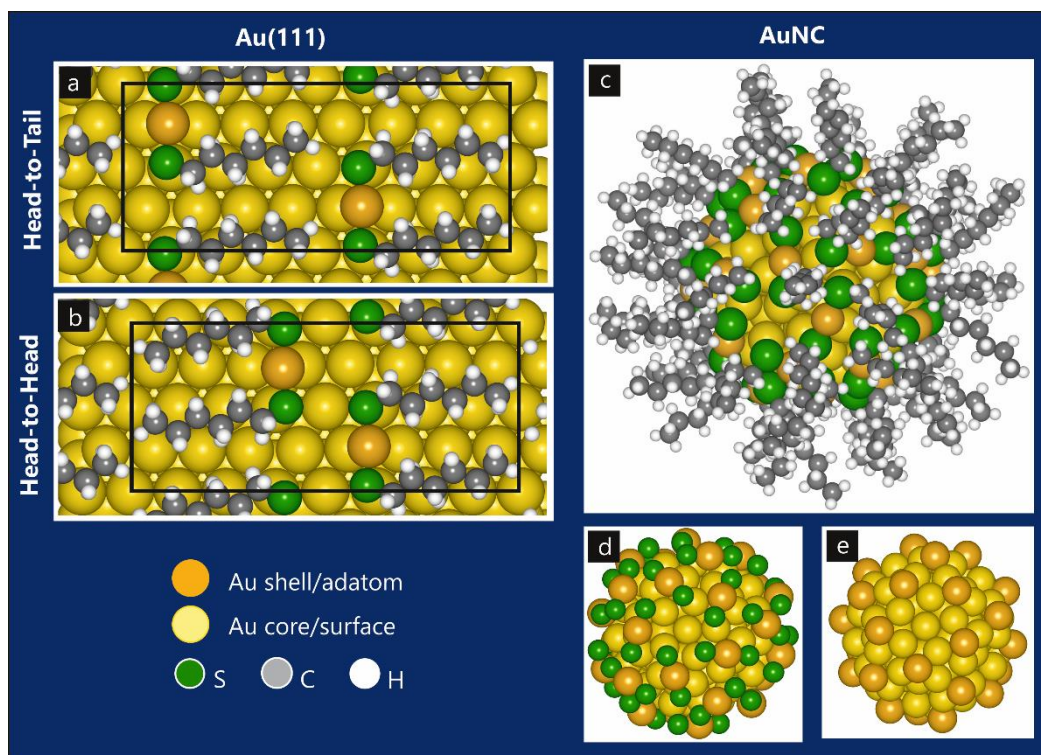 Au(111)
AuNC
Head-to-Tail
a
c
Head-to-Head
b
d
e
Au shell/adatom
Au core/surface
S C H